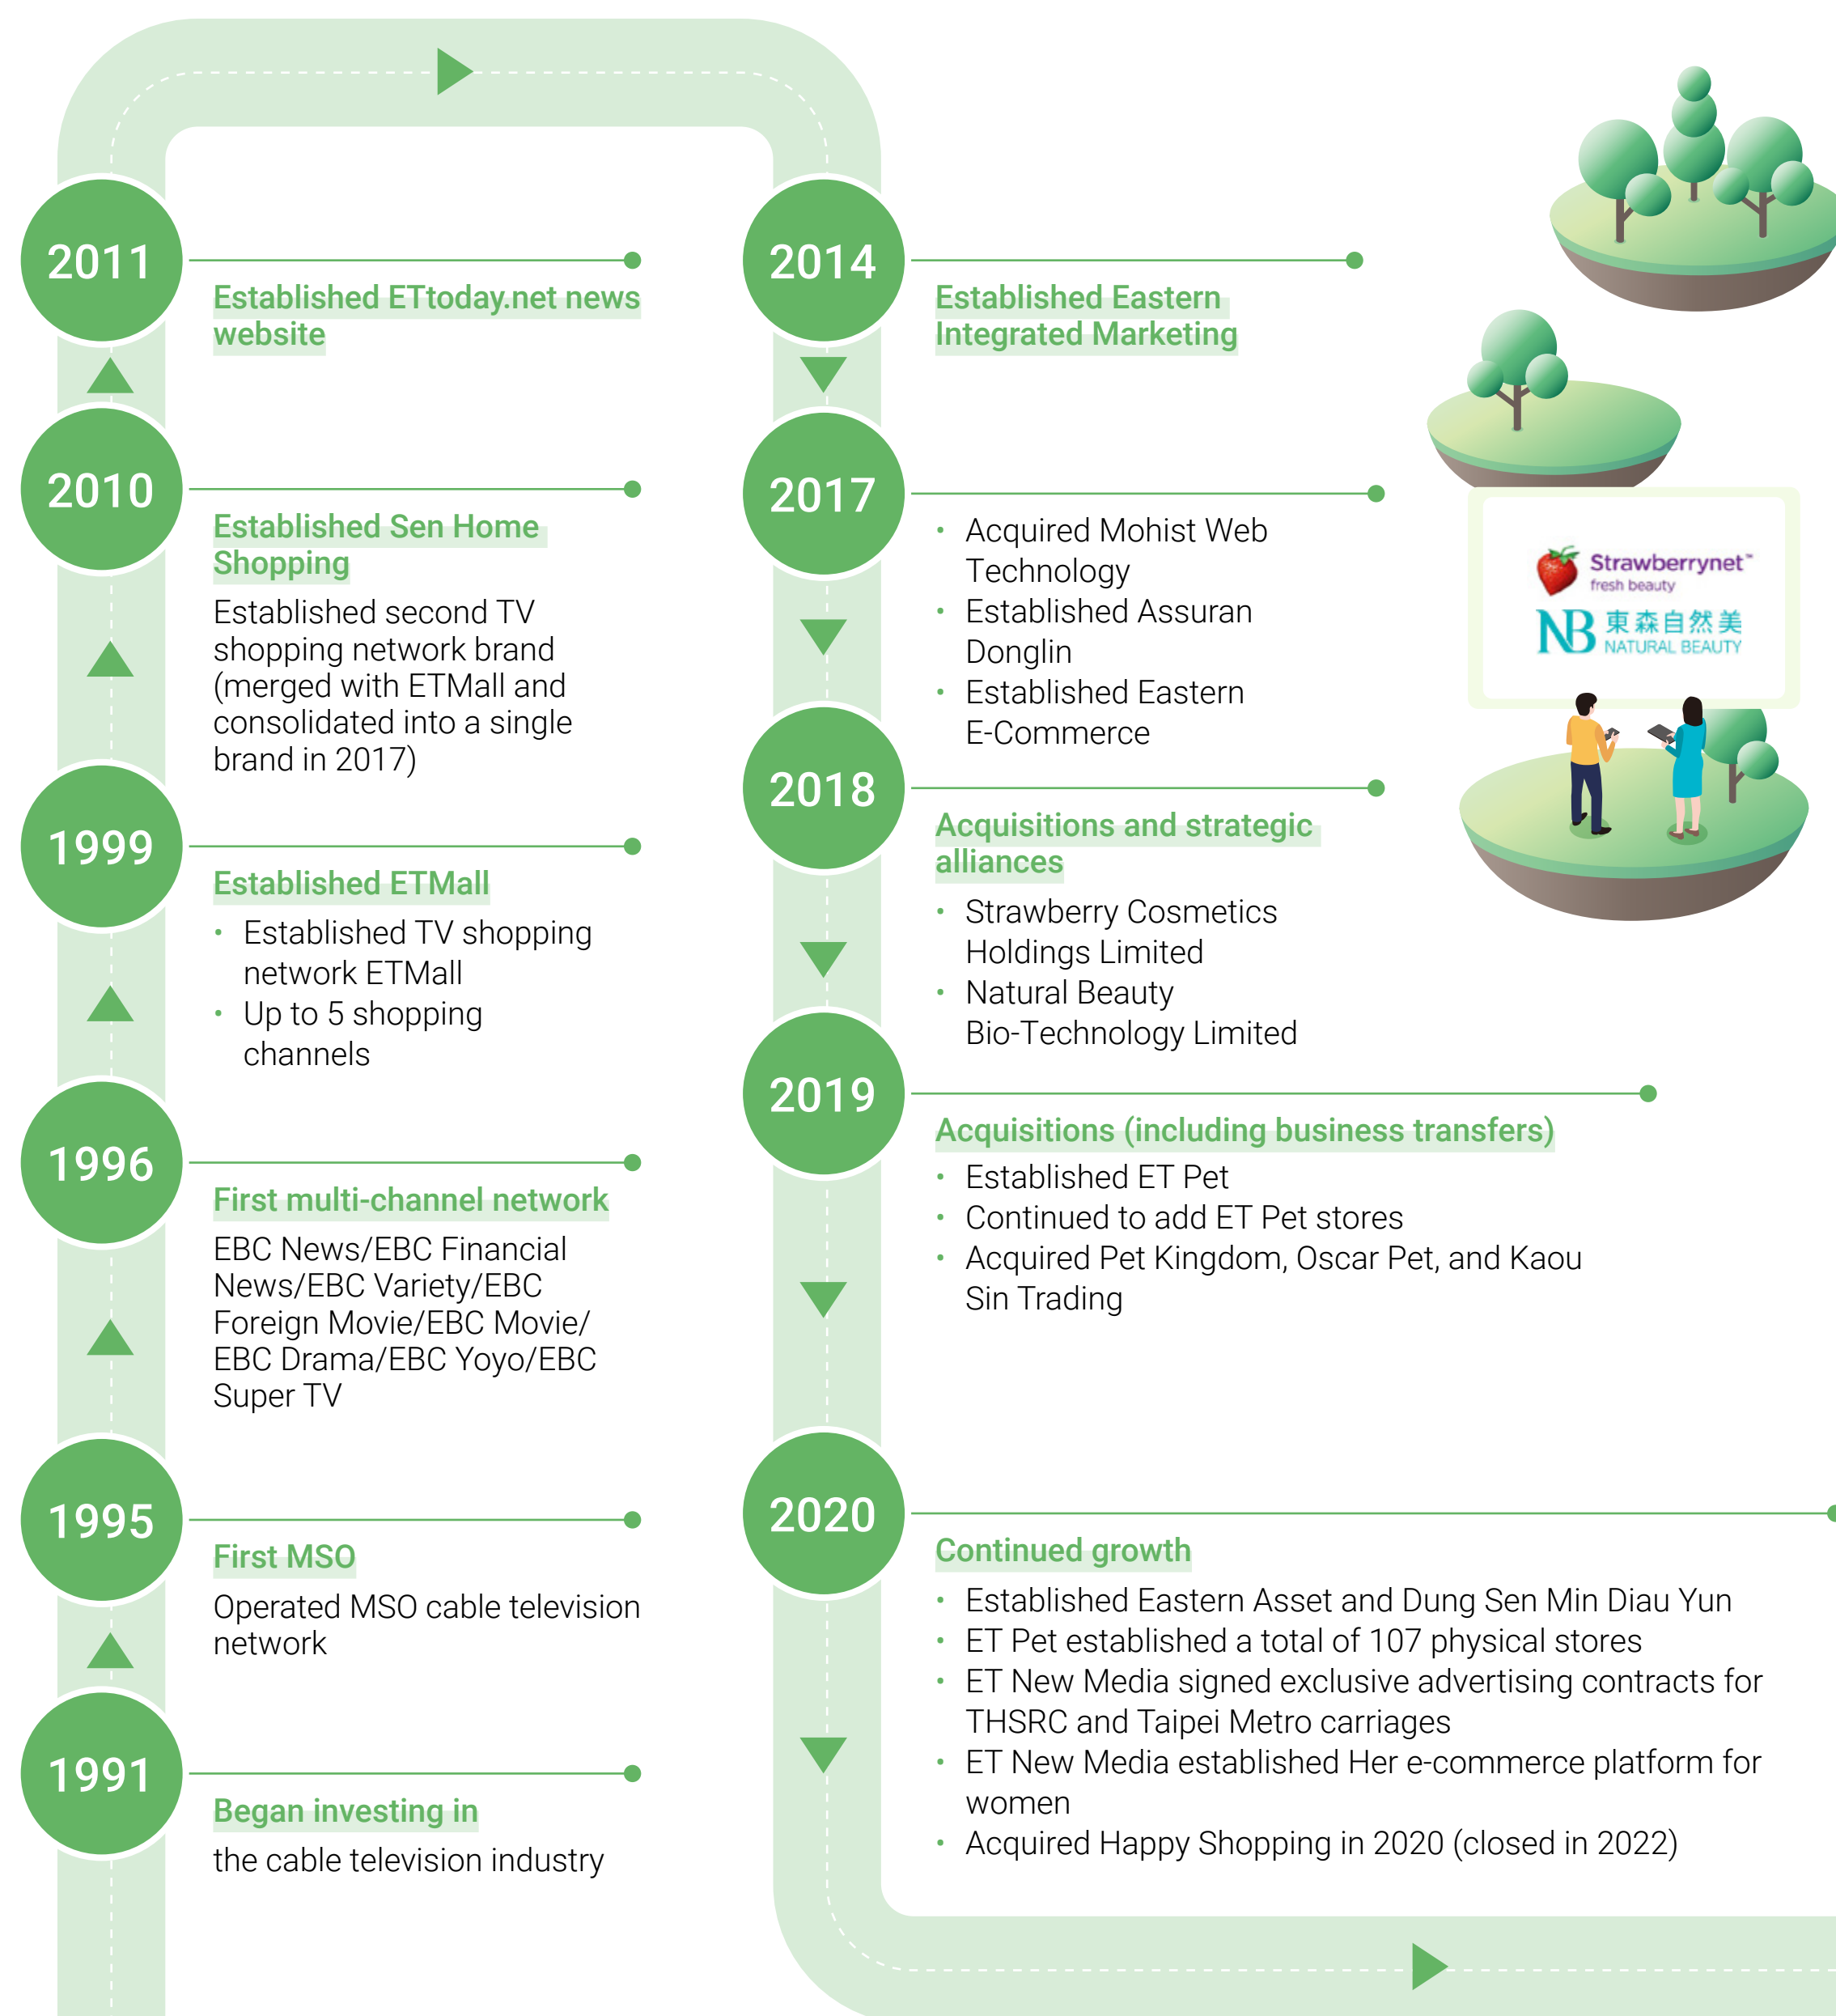 2011
Established ETtoday.net news
website
2010
Established Sen Home
Shopping
Established second TV
shopping network brand
(merged with ETMall and
consolidated into a single
brand in 2017)
1999
Established ETMall
• Established TV shopping
network ETMall
• Up to 5 shopping
channels
1996
First multi-channel network
EBC News/EBC Financial
News/EBC Variety/EBC
Foreign Movie/EBC Movie/
EBC Drama/EBC Yoyo/EBC
Super TV
1995
First MSO
Operated MSO cable television
network
1991
Began investing in
the cable television industry
2014
Established Eastern
Integrated Marketing
2017
• Acquired Mohist Web
Technology
• Established Assuran
Donglin
• Established Eastern
E-Commerce
2018
Acquisitions and strategic
alliances
• Strawberry Cosmetics
Holdings Limited
• Natural Beauty
Bio-Technology Limited
2019
Acquisitions (including business transfers)
• Established ET Pet
• Continued to add ET Pet stores
• Acquired Pet Kingdom, Oscar Pet, and Kaou
Sin Trading
2020
Continued growth
• Established Eastern Asset and Dung Sen Min Diau Yun
• ET Pet established a total of 107 physical stores
• ET New Media signed exclusive advertising contracts for
THSRC and Taipei Metro carriages
• ET New Media established Her e-commerce platform for
women
• Acquired Happy Shopping in 2020 (closed in 2022)
Strawberrynet™
fresh beauty
NB 東森自然美
NATURAL BEAUTY